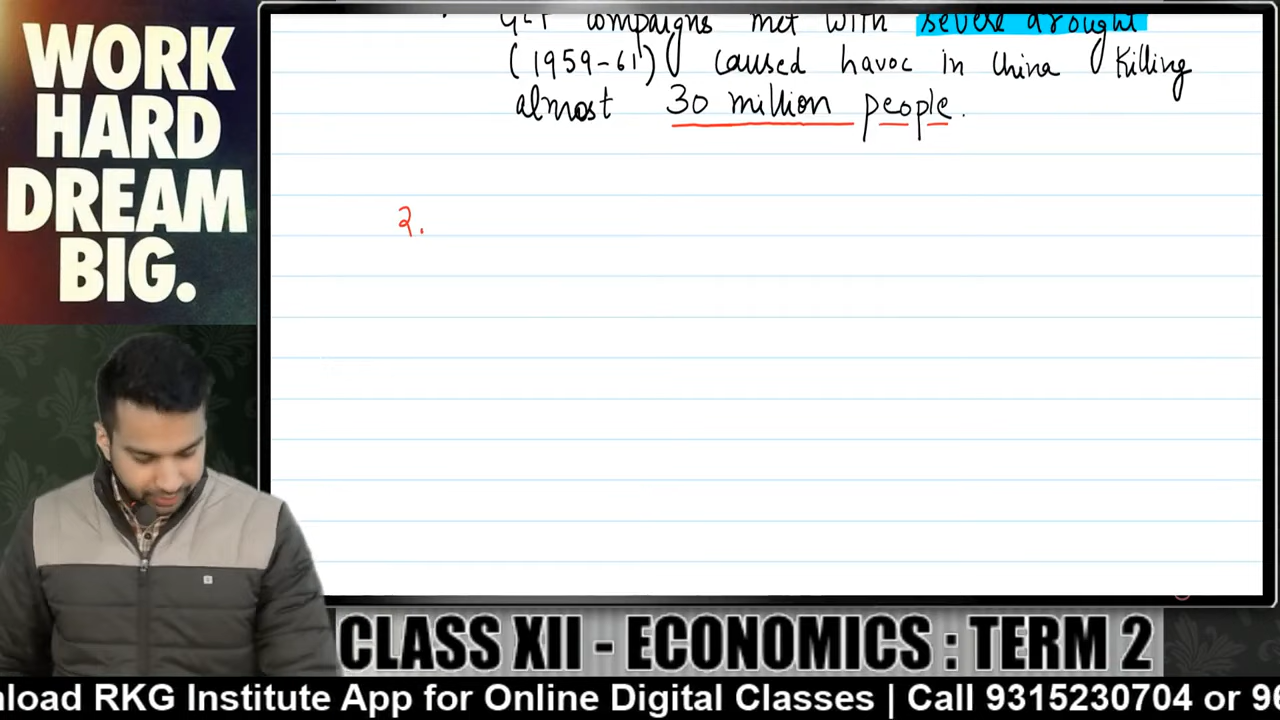 WORK
HARD
DREAM
BIG.
GLF campaigns met with severe drought
(1959-61) caused havoc in China killing
almost 30 million people.
2.
CLASS XII - ECONOMICS : TERM 2
nload RKG Institute App for Online Digital Classes | Call 9315230704 or 96